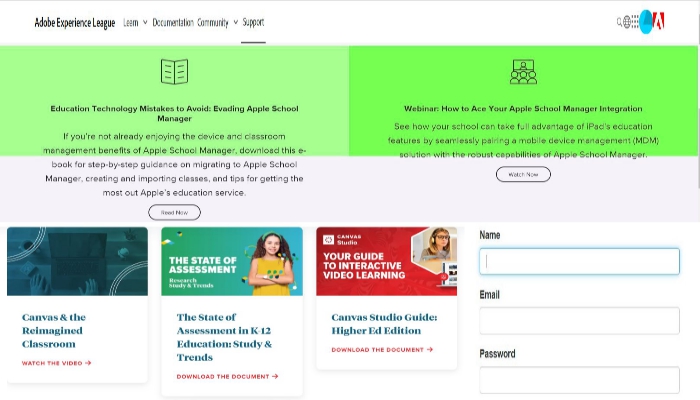 Adobe Experience League
Learn
Documentation
Community
Support
Education Technology Mistakes to Avoid: Evading Apple School
Manager
If you're not already enjoying the device and classroom
management benefits of Apple School Manager, download this e-
book for step-by-step guidance on migrating to Apple School
Manager, creating and importing classes, and tips for getting the
most out Apple's education service.
Read Now
Webinar: How to Ace Your Apple School Manager Integration
See how your school can take full advantage of iPad's education
features by seamlessly pairing a mobile device management (MDM)
solution with the robust capabilities of Apple School Manager.
Watch Now
Canvas & the
Reimagined
Classroom
WATCH THE VIDEO
THE STATE OF
ASSESSMENT
Research
Study & Trends
The State of
Assessment in K-12
Education: Study &
Trends
DOWNLOAD THE DOCUMENT
CANVAS
Studio
YOUR GUIDE
TO INTERACTIVE
VIDEO LEARNING
Canvas Studio Guide:
Higher Ed Edition
DOWNLOAD THE DOCUMENT
Name
Email
Password